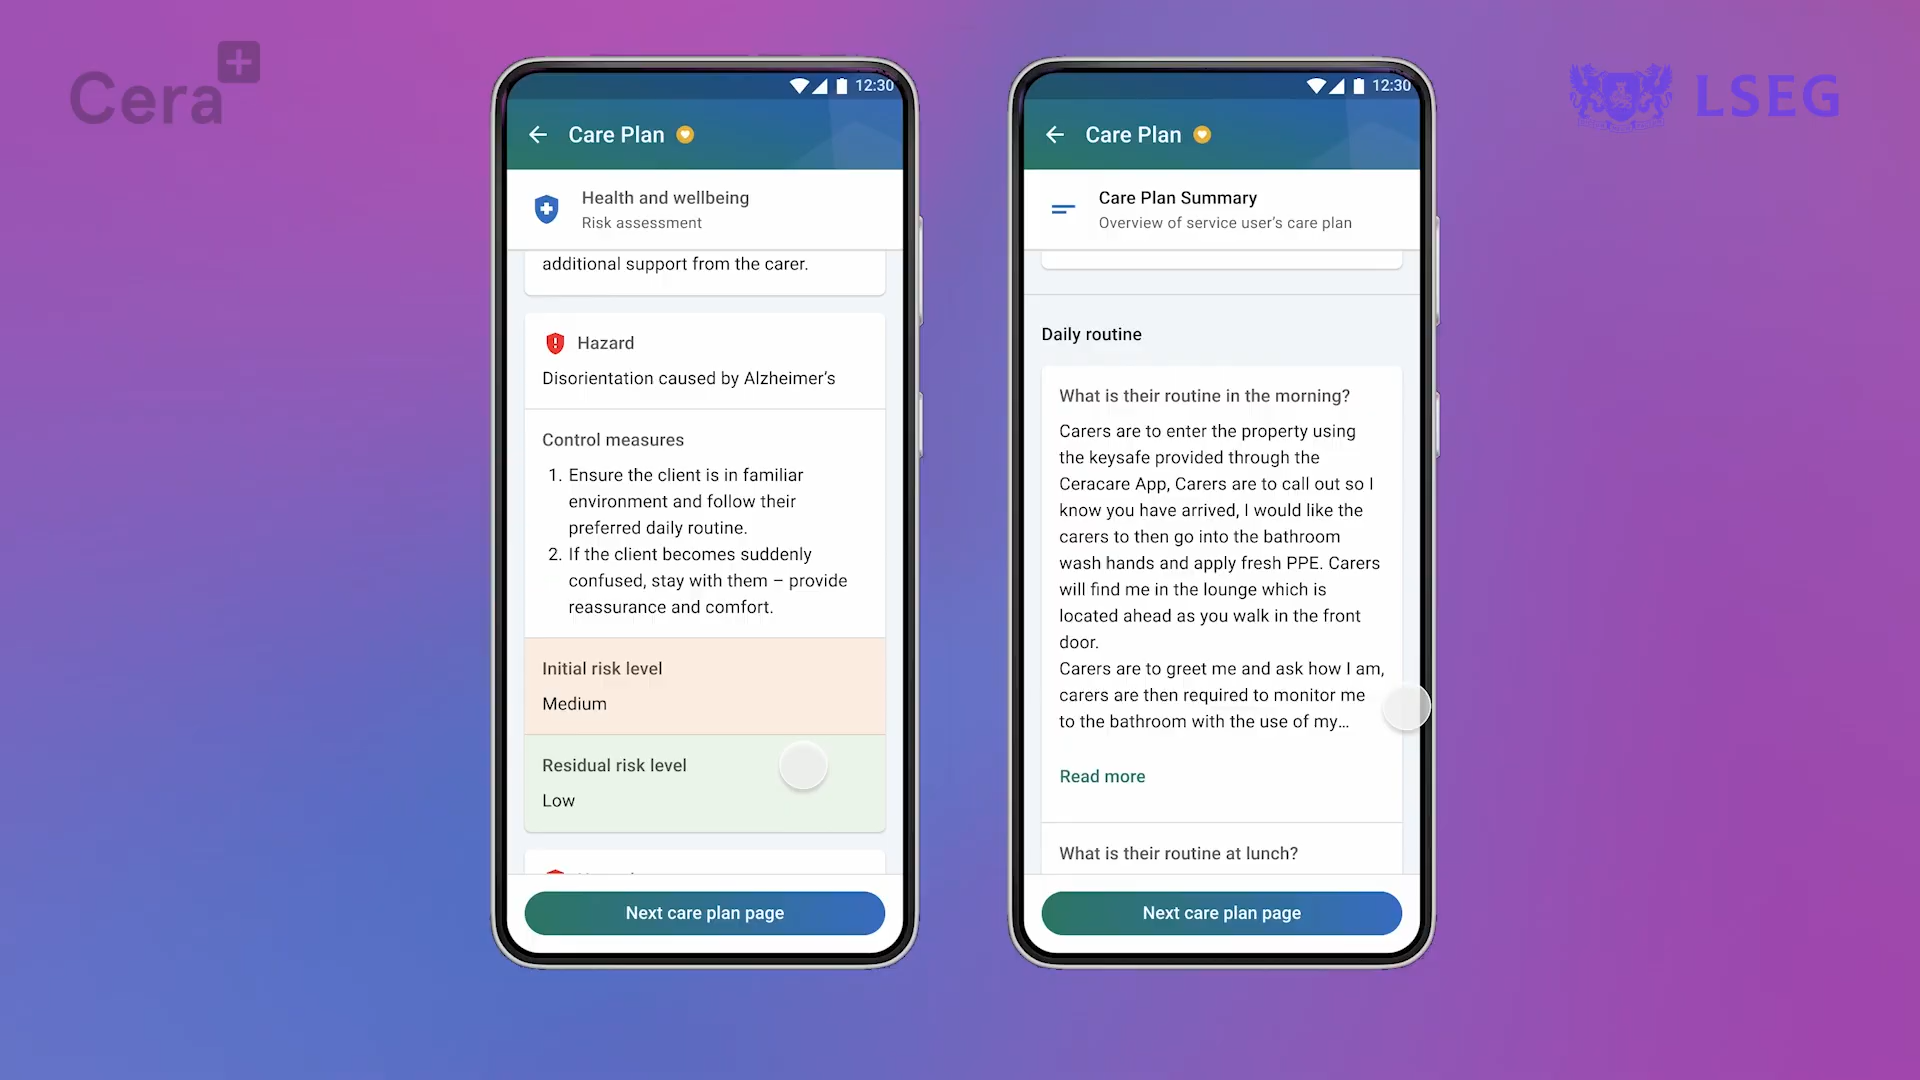 Cera
LSEG
12:30
Care Plan
Health and wellbeing
Risk assessment
additional support from the carer.
Hazard
Disorientation caused by Alzheimer’s
Control measures
1. Ensure the client is in familiar
environment and follow their
preferred daily routine.
2. If the client becomes suddenly
confused, stay with them – provide
reassurance and comfort.
Initial risk level
Medium
Residual risk level
Low
Next care plan page
12:30
Care Plan
Care Plan Summary
Overview of service user’s care plan
Daily routine
What is their routine in the morning?
Carers are to enter the property using
the keysafe provided through the
Ceracare App, Carers are to call out so I
know you have arrived, I would like the
carers to then go into the bathroom
wash hands and apply fresh PPE. Carers
will find me in the lounge which is
located ahead as you walk in the front
door.
Carers are to greet me and ask how I am,
carers are then required to monitor me
to the bathroom with the use of my…
Read more
What is their routine at lunch?
Next care plan page